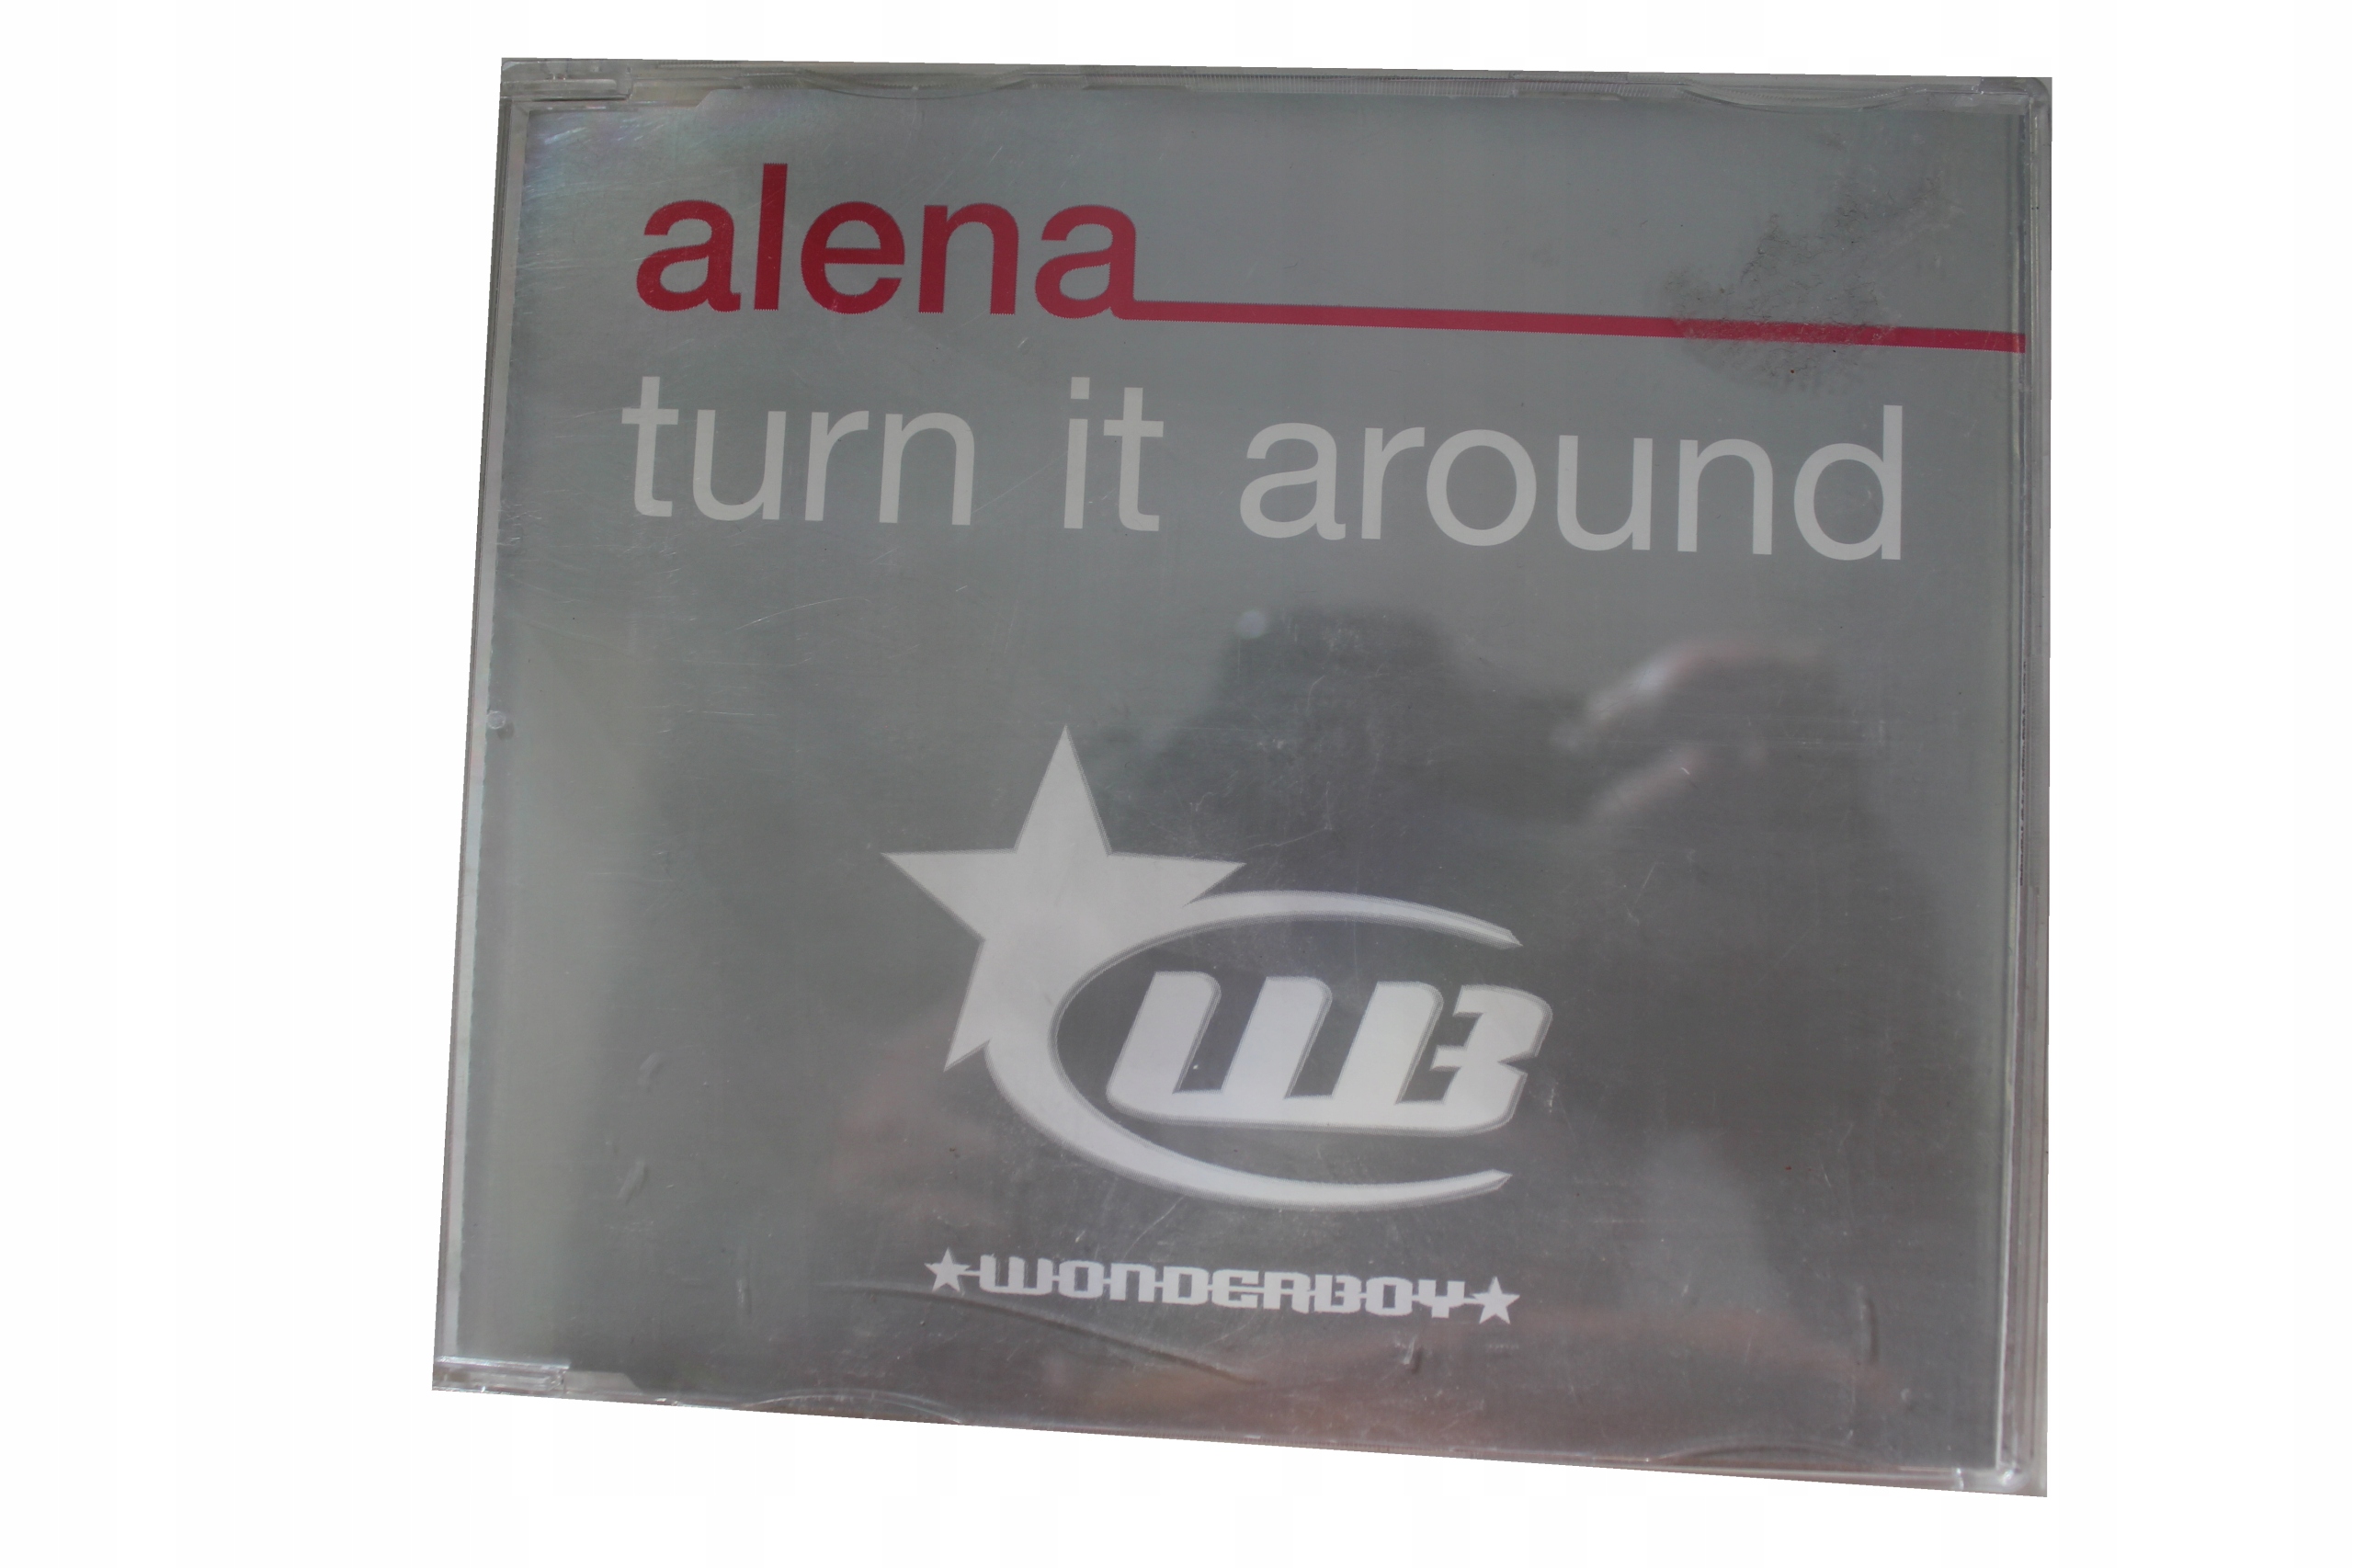 alena
turn it around
WB
WONDERBOY